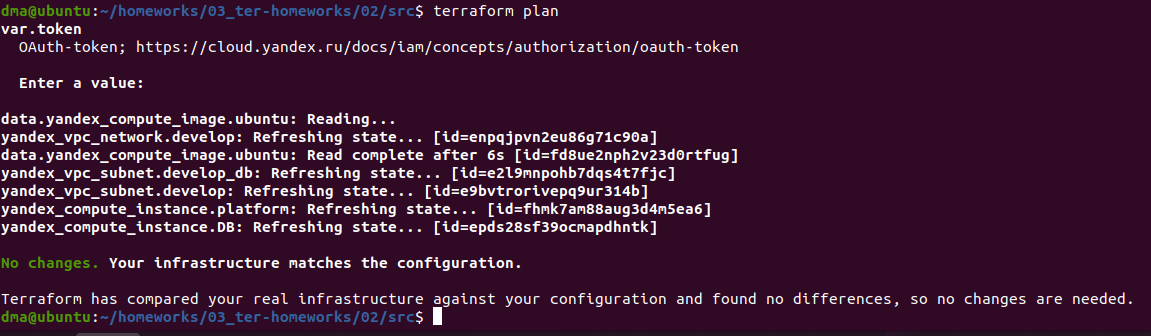 dma@ubuntu:~/homeworks/03_ter-homeworks/02/src$ terraform plan
var.token
  OAuth-token; https://cloud.yandex.ru/docs/iam/concepts/authorization/oauth-token
  Enter a value:
data.yandex_compute_image.ubuntu: Reading...
yandex_vpc_network.develop: Refreshing state... [id=enpqjpvn2eu86g71c90a]
data.yandex_compute_image.ubuntu: Read complete after 6s [id=fd8ue2nph2v23d0rtfug]
yandex_vpc_subnet.develop_db: Refreshing state... [id=e2l9mnpohb7dqs4t7fjc]
yandex_vpc_subnet.develop: Refreshing state... [id=e9bvtrorivepq9ur314b]
yandex_compute_instance.platform: Refreshing state... [id=fhmk7am88aug3d4m5ea6]
yandex_compute_instance.DB: Refreshing state... [id=epds28sf39ocmapdhntk]
No changes. Your infrastructure matches the configuration.
Terraform has compared your real infrastructure against your configuration and found no differences, so no changes are needed.
dma@ubuntu:~/homeworks/03_ter-homeworks/02/src$